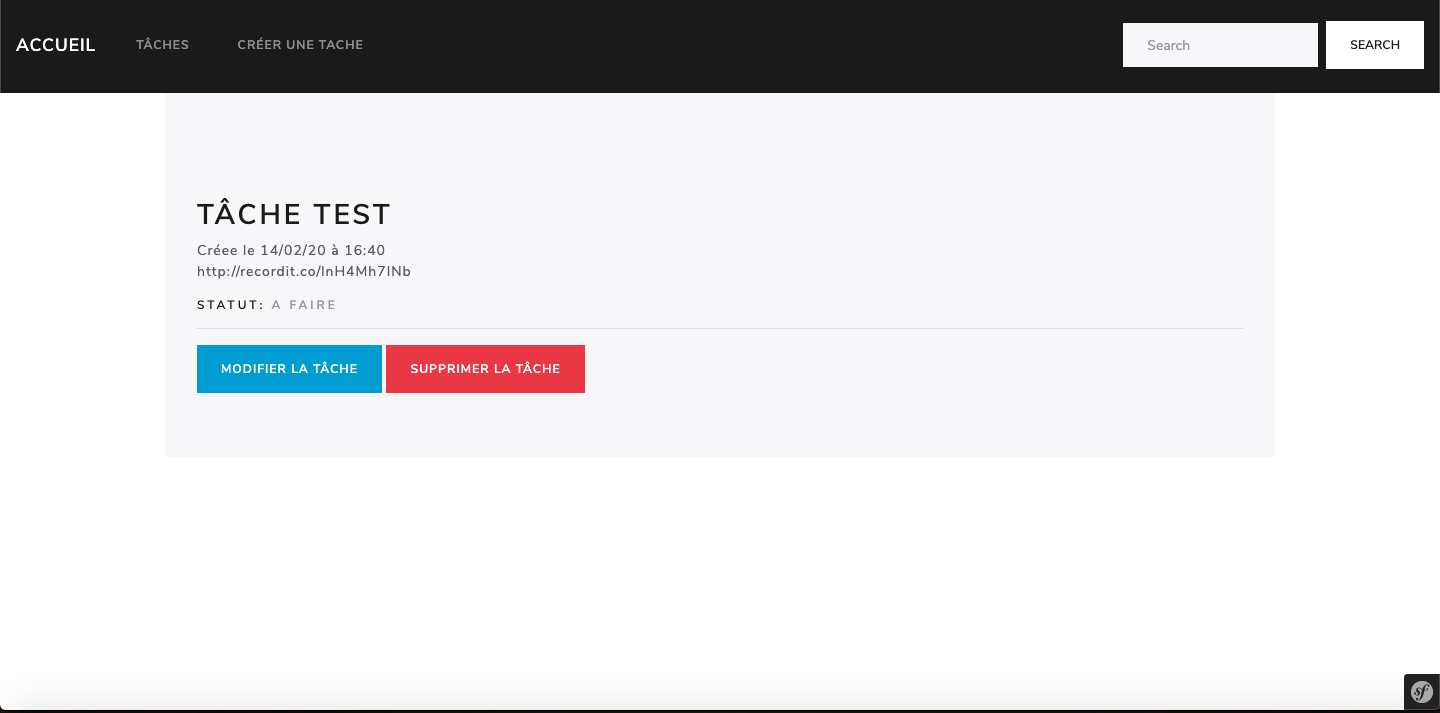 ACCUEIL
TÂCHES
CRÉER UNE TACHE
Search
SEARCH
TÂCHE TEST
Créee le 14/02/20 à 16:40
http://recordit.co/lnH4Mh7lNb
STATUT: A FAIRE
MODIFIER LA TÂCHE
SUPPRIMER LA TÂCHE
sf